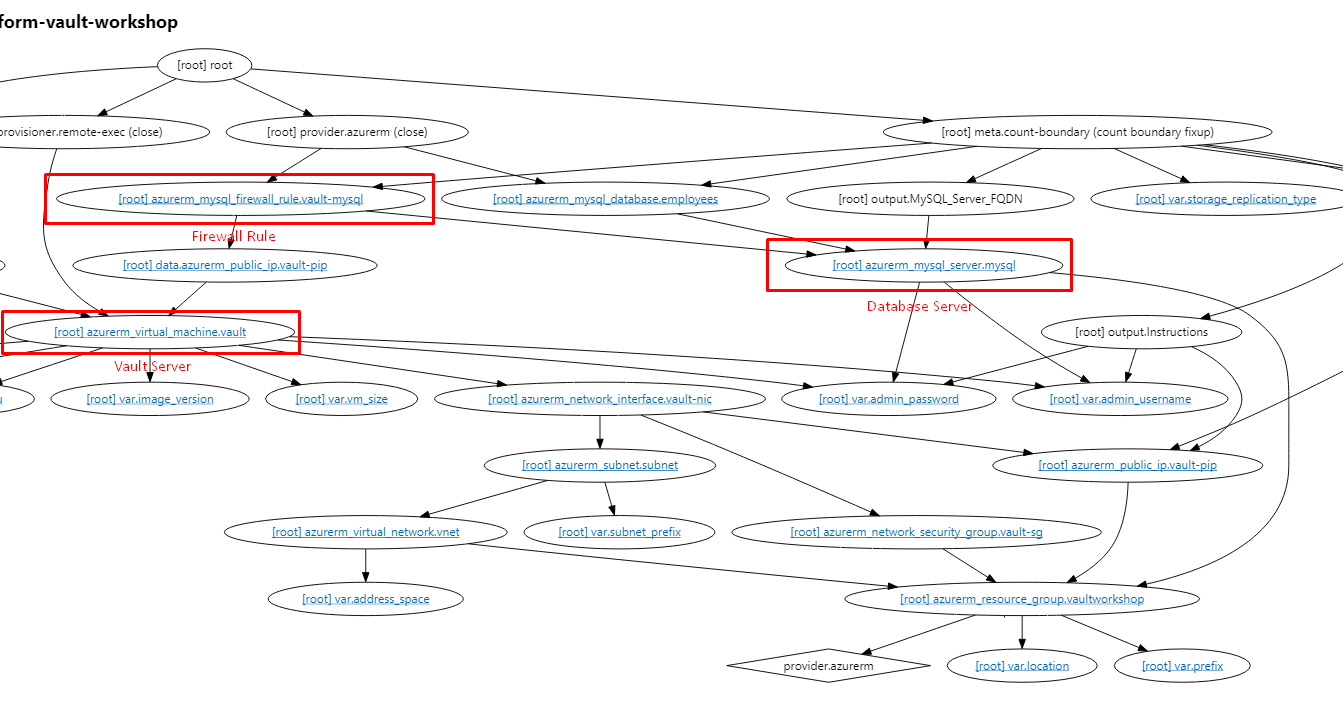 form-vault-workshop
[root] root
provisioner.remote-exec (close)
[root] provider.azurerm (close)
[root] meta.count-boundary (count boundary fixup)
[root] azurerm_mysql_firewall_rule.vault-mysql
[root] azurerm_mysql_database.employees
[root] output.MySQL_Server_FQDN
[root] var.storage_replication_type
Firewall Rule
[root] data.azurerm_public_ip.vault-pip
[root] azurerm_mysql_server.mysql
Database Server
[root] azurerm_virtual_machine.vault
[root] output.Instructions
Vault Server
[root] var.image_version
[root] var.vm_size
[root] azurerm_network_interface.vault-nic
[root] var.admin_password
[root] var.admin_username
[root] azurerm_subnet.subnet
[root] azurerm_public_ip.vault-pip
[root] azurerm_virtual_network.vnet
[root] var.subnet_prefix
[root] azurerm_network_security_group.vault-sg
[root] var.address_space
[root] azurerm_resource_group.vaultworkshop
provider.azurerm
[root] var.location
[root] var.prefix